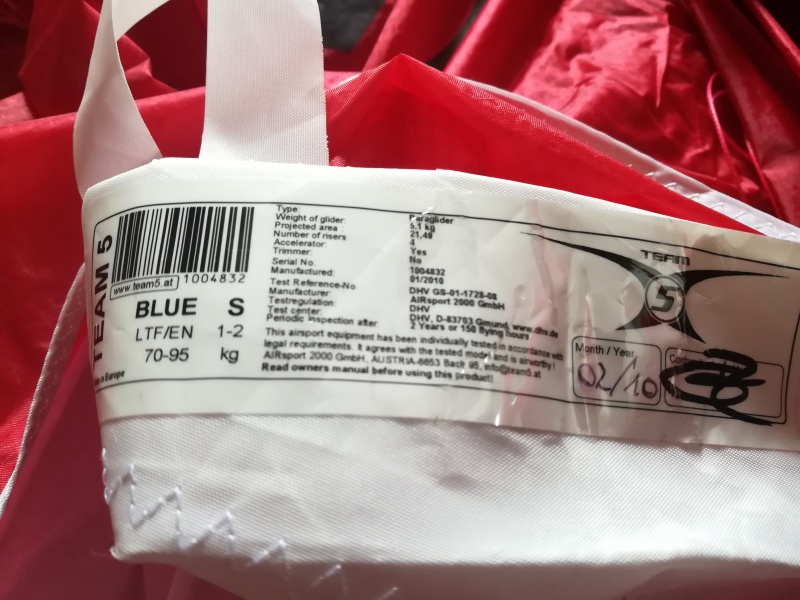 TEAM 5
www.team5.at 1004832
BLUE S
LTF/EN 1-2
70-95 kg
Made in Europe
Type: Paraglider
Weight of glider: 5,1 kg
Projected area : 21,49
Number of risers 4
Accelerator: Yes
Trimmer: No
Serial No. 1004832
Manufactured: 01/2010
Test Reference-No DHV GS-01-1728-08
Manufacturer: AIRsport 2000 GmbH
Testregulation: DHV
Test center: DHV, D-83703 Gmund, www.dhv.de
Periodic inspection after: 2 Years or 150 flying hours
This airsport equipment has been individually tested in accordance with
legal requirements. It agrees with the tested model and is airworthy!
AIRsport 2000 GmbH, AUSTRIA-6653 Bach 95, info@team5.at
Read owners manual before using this product!
TEAM
5
Month / Year
02/10